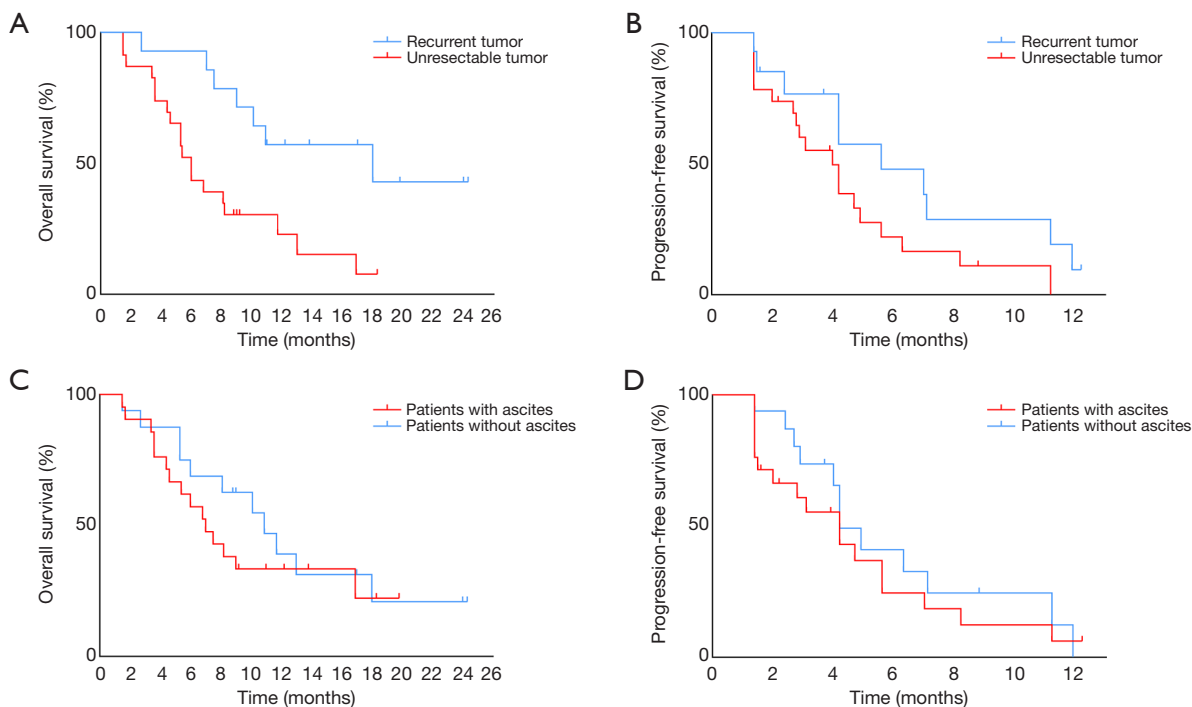 A
Overall survival (%)
100
50
0
Recurrent tumor
Unresectable tumor
0 2 4 6 8 10 12 14 16 18 20 22 24 26
Time (months)
B
Progression-free survival (%)
100
50
0
Recurrent tumor
Unresectable tumor
0 2 4 6 8 10 12
Time (months)
C
Overall survival (%)
100
50
0
Patients with ascites
Patients without ascites
0 2 4 6 8 10 12 14 16 18 20 22 24 26
Time (months)
D
Progression-free survival (%)
100
50
0
Patients with ascites
Patients without ascites
0 2 4 6 8 10 12
Time (months)